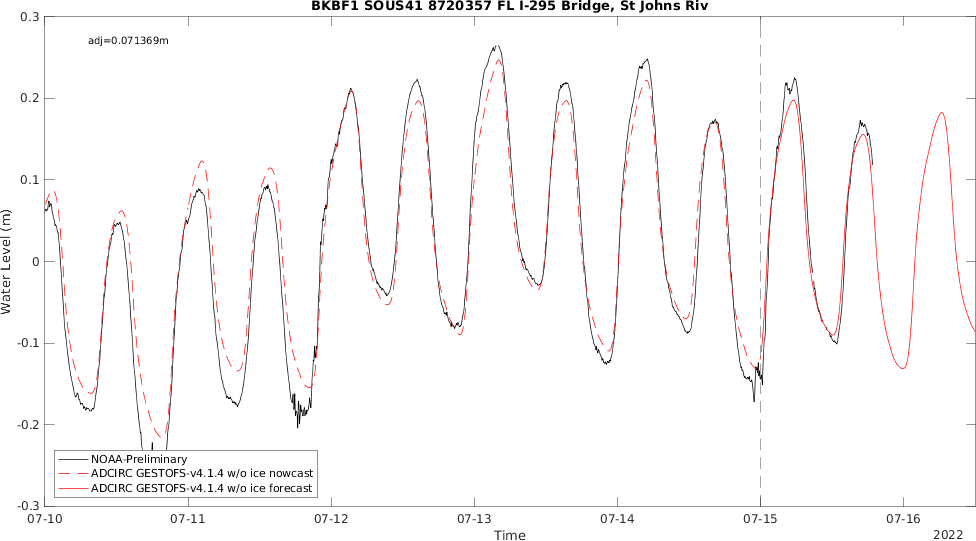 BKBF1 SOUS41 8720357 FL I-295 Bridge, St Johns Riv
adj=0.071369m
0.3
0.2
0.1
0
-0.1
-0.2
-0.3
Water Level (m)
NOAA-Preliminary
ADCIRC GESTOFS-v4.1.4 w/o ice nowcast
ADCIRC GESTOFS-v4.1.4 w/o ice forecast
07-10 07-11 07-12 07-13 07-14 07-15 07-16
Time
2022